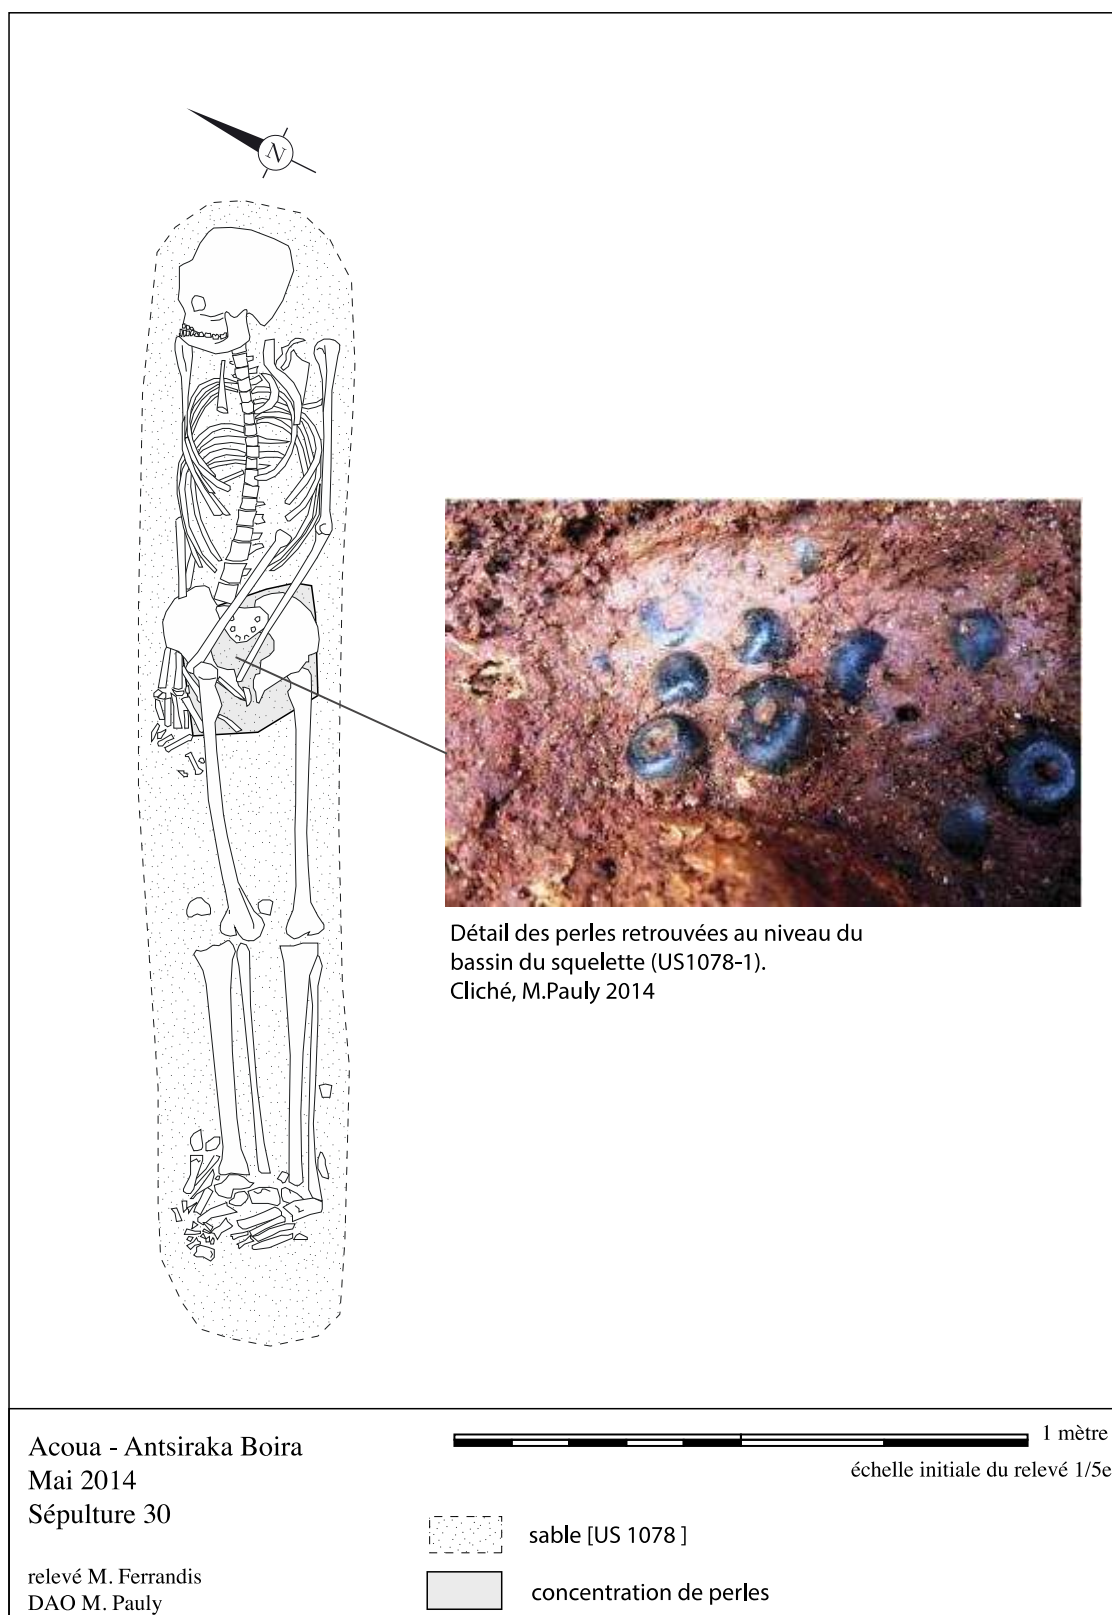 N
Détail des perles retrouvées au niveau du
bassin du squelette (US1078-1).
Cliché, M.Pauly 2014
Acoua - Antsiraka Boira
Mai 2014
Sépulture 30
relevé M. Ferrandis
DAO M. Pauly
1 mètre
échelle initiale du relevé 1/5e
sable [US 1078 ]
concentration de perles